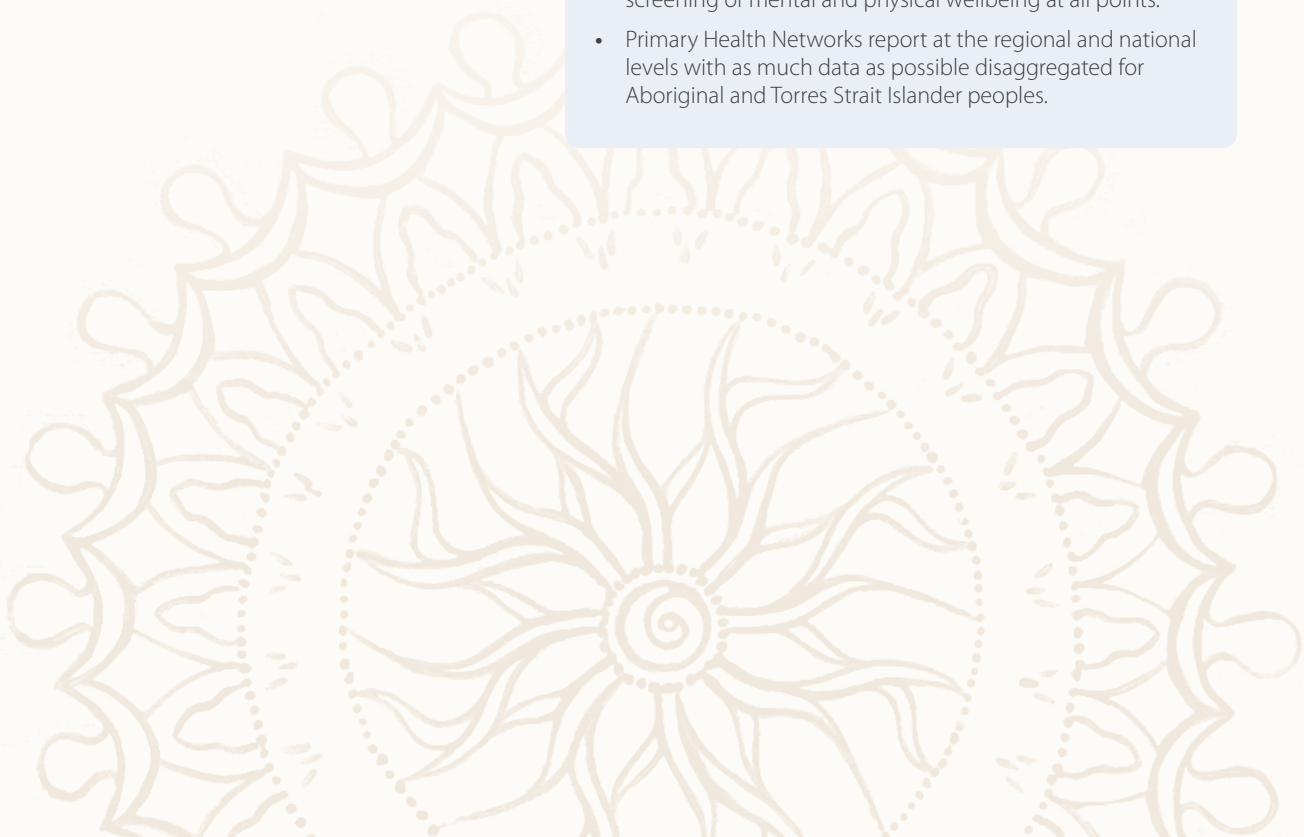 screening of mental and physical wellbeing at all points.
• Primary Health Networks report at the regional and national
levels with as much data as possible disaggregated for
Aboriginal and Torres Strait Islander peoples.